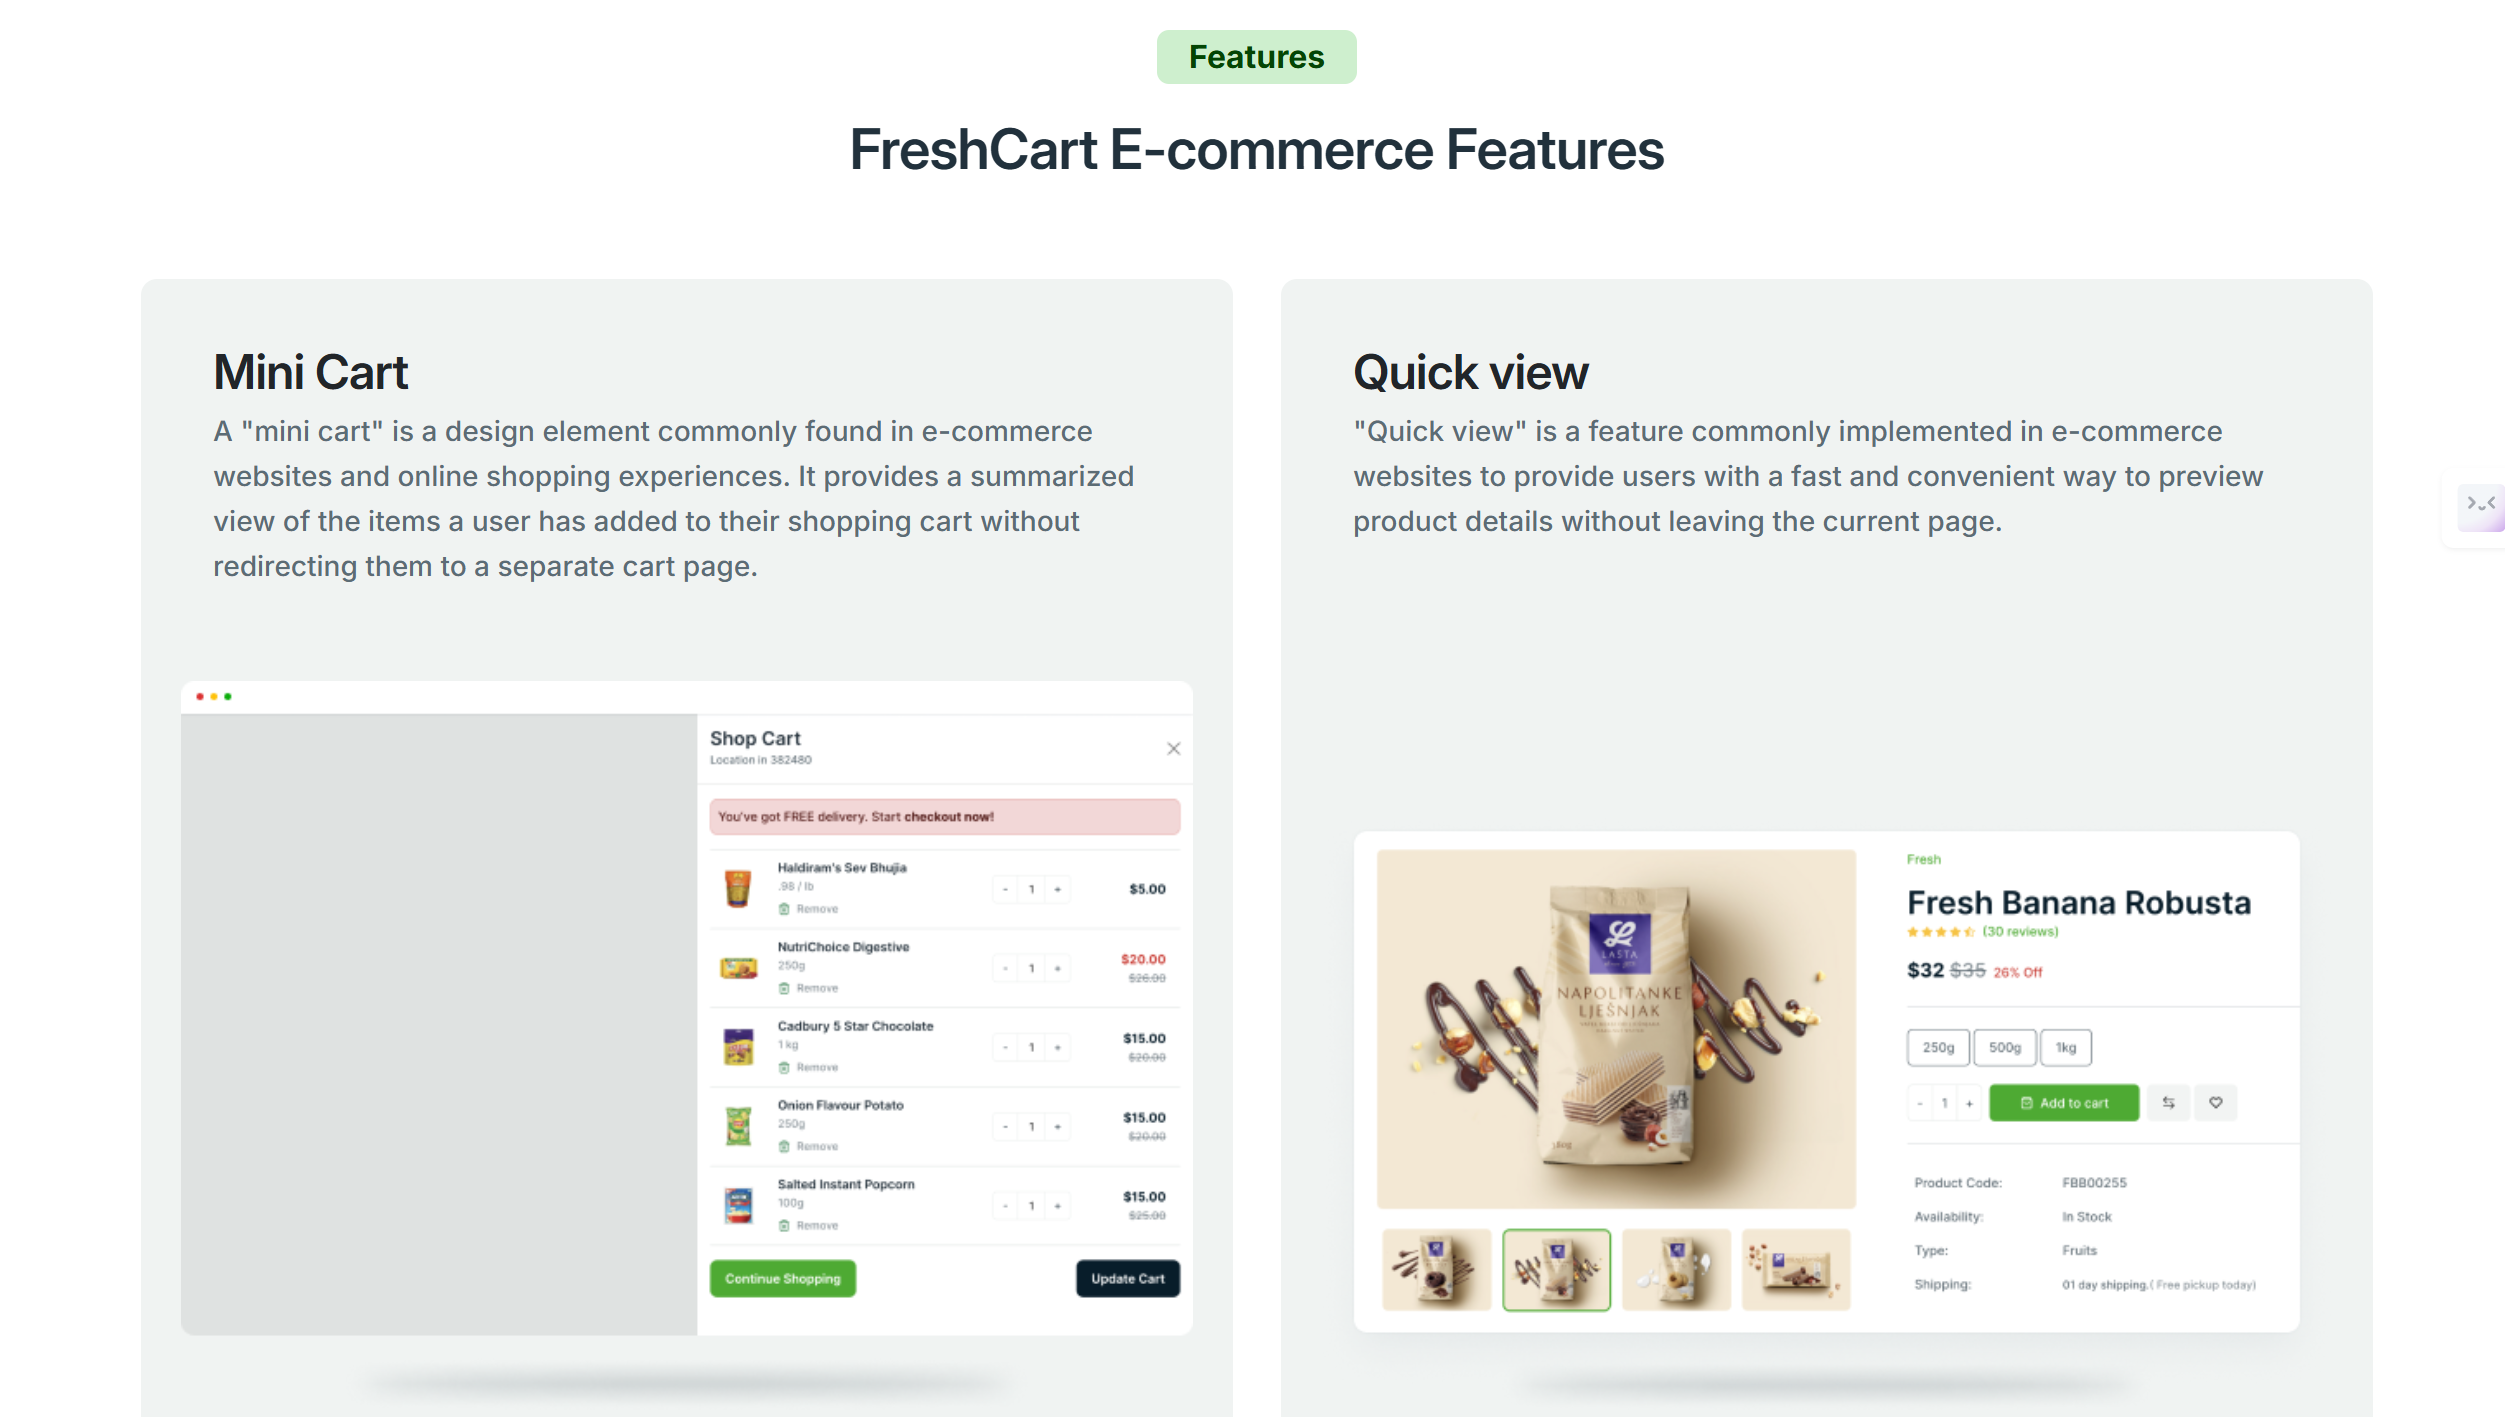 Features
FreshCart E-commerce Features
Mini Cart
A "mini cart" is a design element commonly found in e-commerce
websites and online shopping experiences. It provides a summarized
view of the items a user has added to their shopping cart without
redirecting them to a separate cart page.
Shop Cart
Location in 382480
You've got FREE delivery. Start checkout now!
Haldiram's Sev Bhujia
.98 / lb
Remove
- 1 +
$5.00
NutriChoice Digestive
250g
Remove
- 1 +
$20.00
$26.00
Cadbury 5 Star Chocolate
1 kg
Remove
- 1 +
$15.00
$20.00
Onion Flavour Potato
250g
Remove
- 1 +
$15.00
$20.00
Salted Instant Popcorn
100g
Remove
- 1 +
$15.00
$25.00
Continue Shopping
Update Cart
Quick view
"Quick view" is a feature commonly implemented in e-commerce
websites to provide users with a fast and convenient way to preview
product details without leaving the current page.
LASTA
NAPOLITANKE
LJEŠNJAK
Fresh
Fresh Banana Robusta
(30 reviews)
$32 $35 26% Off
250g 500g 1kg
- 1 + Add to cart
Product Code: FBB00255
Availability: In Stock
Type: Fruits
Shipping: 01 day shipping.( Free pickup today)